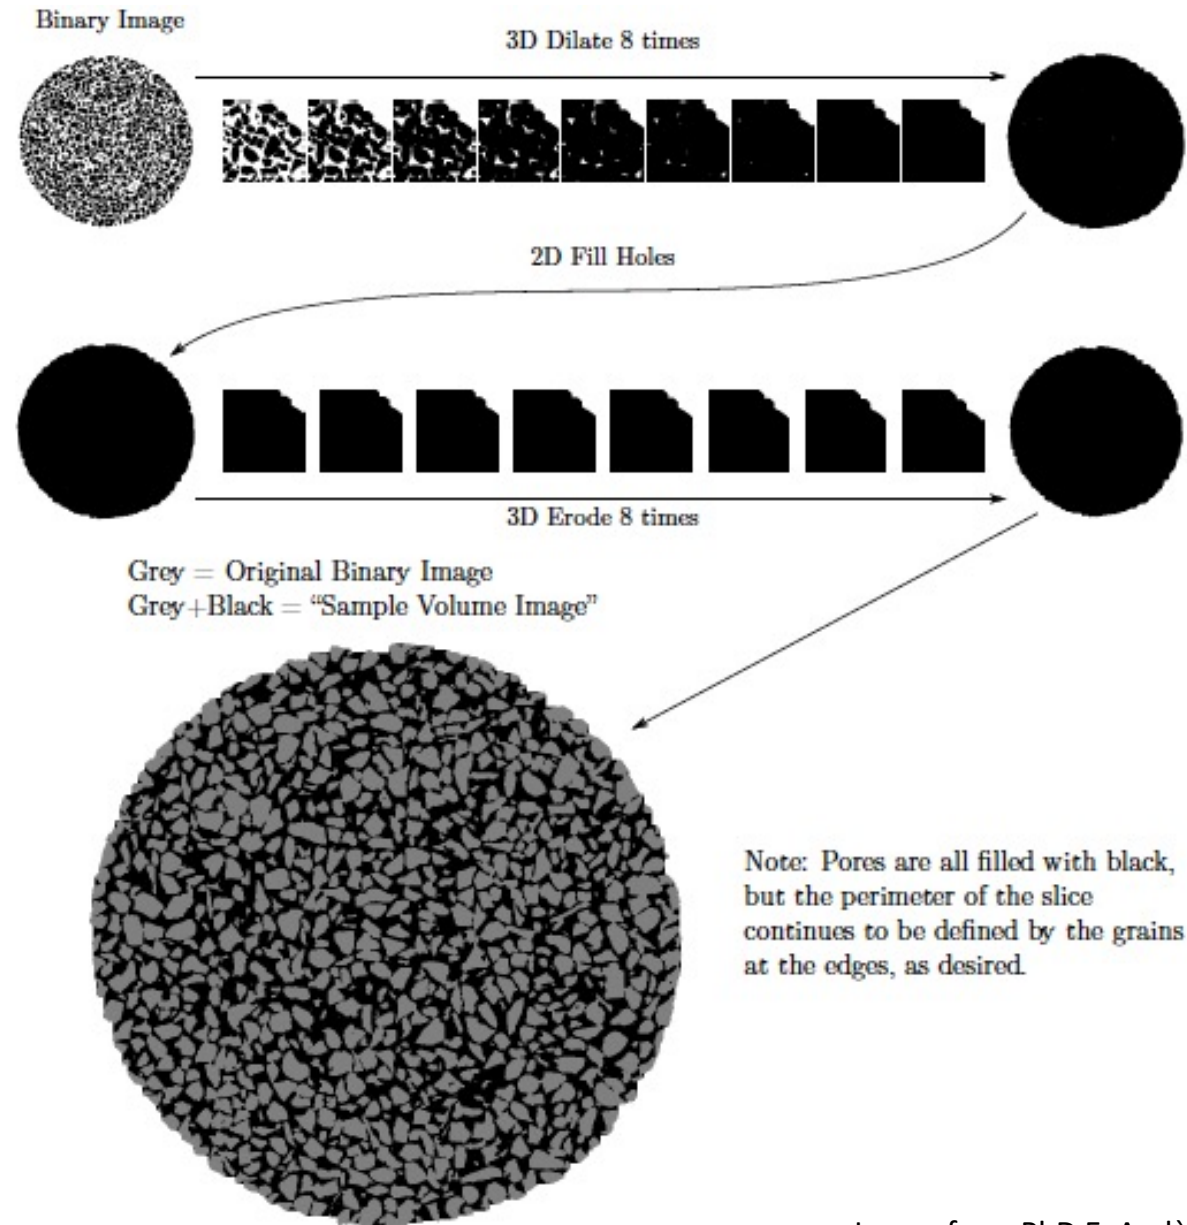 Binary Image
3D Dilate 8 times
2D Fill Holes
3D Erode 8 times
Grey = Original Binary Image
Grey+Black = “Sample Volume Image”
Note: Pores are all filled with black,
but the perimeter of the slice
continues to be defined by the grains
at the edges, as desired.